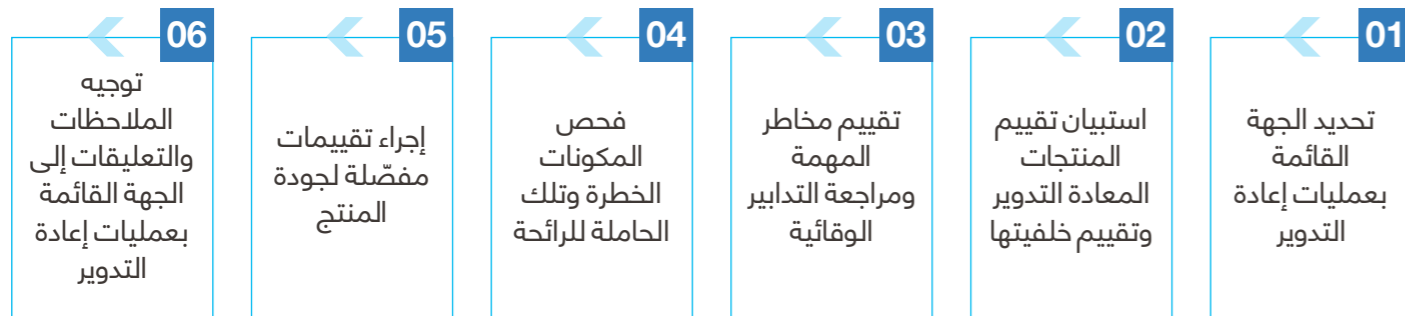 01
تحديد الجهة
القائمة
بعمليات إعادة
التدوير
02
استبيان تقييم
المنتجات
المعادة التدوير
وتقييم خلفيتها
03
تقييم مخاطر
المهمة
ومراجعة التدابير
الوقائية
04
فحص
المكونات
الخطرة وتلك
الحاملة للرائحة
05
إجراء تقييمات
مفصّلة لجودة
المنتج
06
توجيه
الملاحظات
والتعليقات إلى
الجهة القائمة
بعمليات إعادة
التدوير